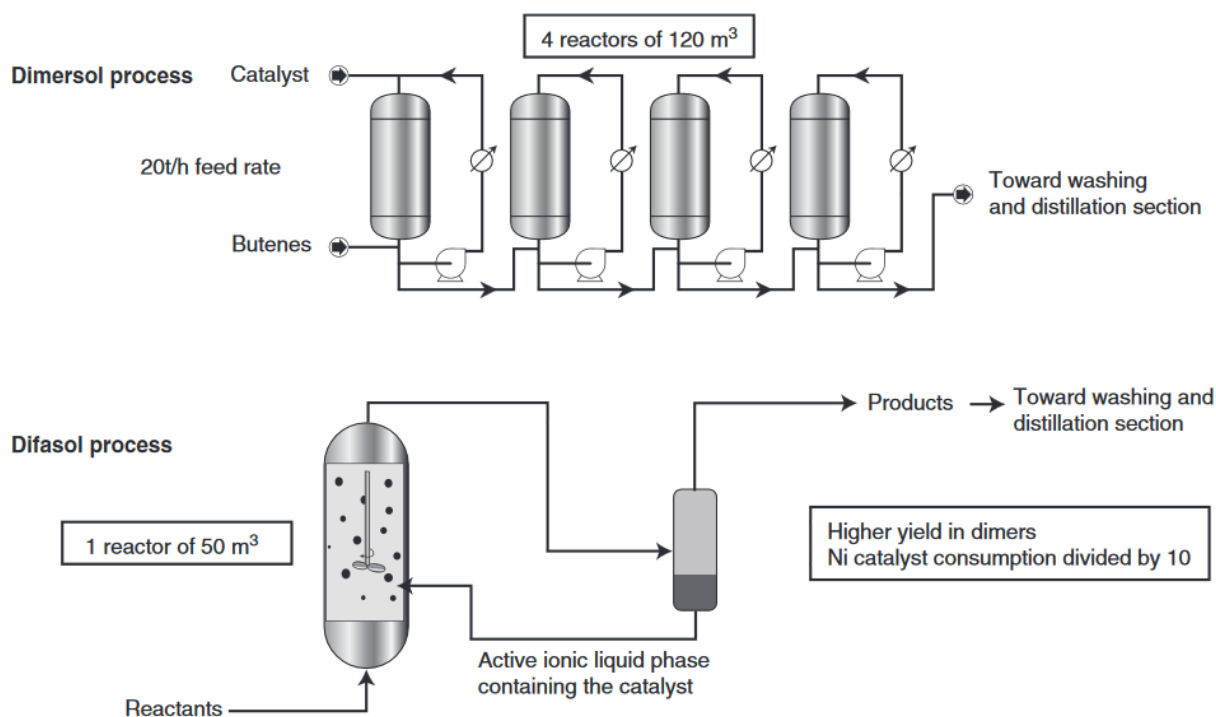 4 reactors of 120 m³
Dimersol process
Catalyst
20t/h feed rate
Butenes
Toward washing
and distillation section
Difasol process
1 reactor of 50 m³
Products
Toward washing and
distillation section
Higher yield in dimers
Ni catalyst consumption divided by 10
Active ionic liquid phase
containing the catalyst
Reactants